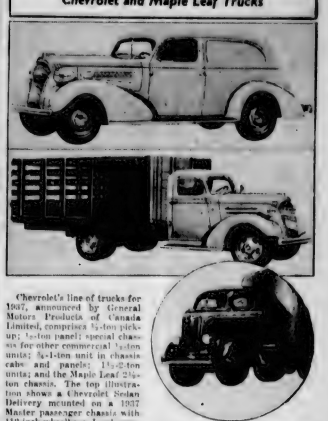 Chevrolet and Maple Leaf Trucks
Chevrolet's line of trucks for
1937, announced by General
Motors Products of Canada
Limited, comprises ½-ton pick-
up; ½-ton panel; special chas-
sis for other commercial ½-ton
units; ¾-1-ton unit in chassis
cabs and panels; 1½-2-ton
units; and the Maple Leaf 2½-
ton chassis. The top illustra-
tion shows a Chevrolet Sedan
Delivery mounted on a 1937
Master passenger chassis with